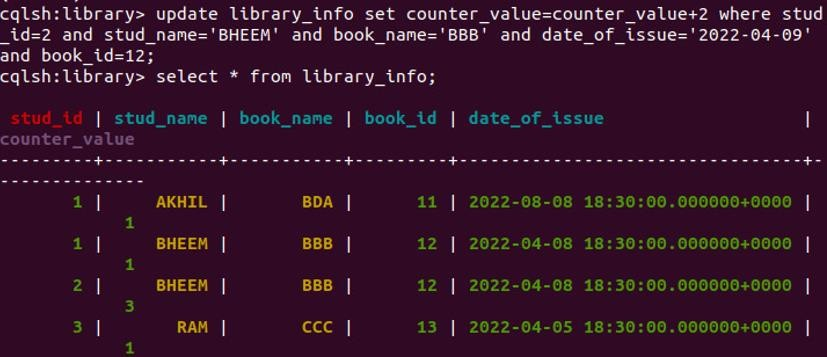 cqlsh:library> update library_info set counter_value=counter_value+2 where stud
_id=2 and stud_name='BHEEM' and book_name='BBB' and date_of_issue='2022-04-09'
and book_id=12;
cqlsh:library> select * from library_info;
stud_id | stud_name | book_name | book_id | date_of_issue |
counter_value
---------+-----------+-----------+---------+---------------------------------+-
--------------
1 | AKHIL | BDA | 11 | 2022-08-08 18:30:00.000000+0000 |
1
1 | BHEEM | BBB | 12 | 2022-04-08 18:30:00.000000+0000 |
1
2 | BHEEM | BBB | 12 | 2022-04-08 18:30:00.000000+0000 |
3
3 | RAM | CCC | 13 | 2022-04-05 18:30:00.000000+0000 |
1